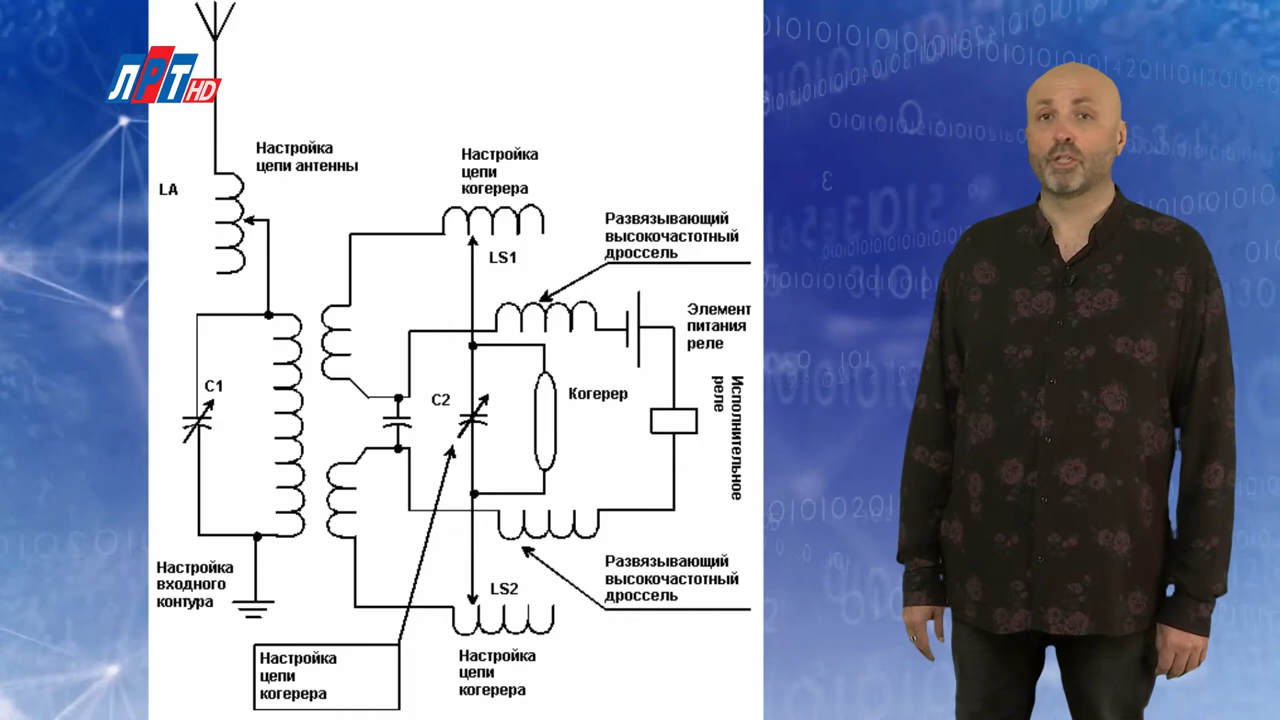 ЛРТ HD
Настройка
цепи антенны
LA
Настройка
цепи
когерера
LS1
Развязывающий
высокочастотный
дроссель
Элемент
питания
реле
C1
C2
Когерер
Исполнительное
реле
Настройка
входного
контура
LS2
Развязывающий
высокочастотный
дроссель
Настройка
цепи
когерера
Настройка
цепи
когерера